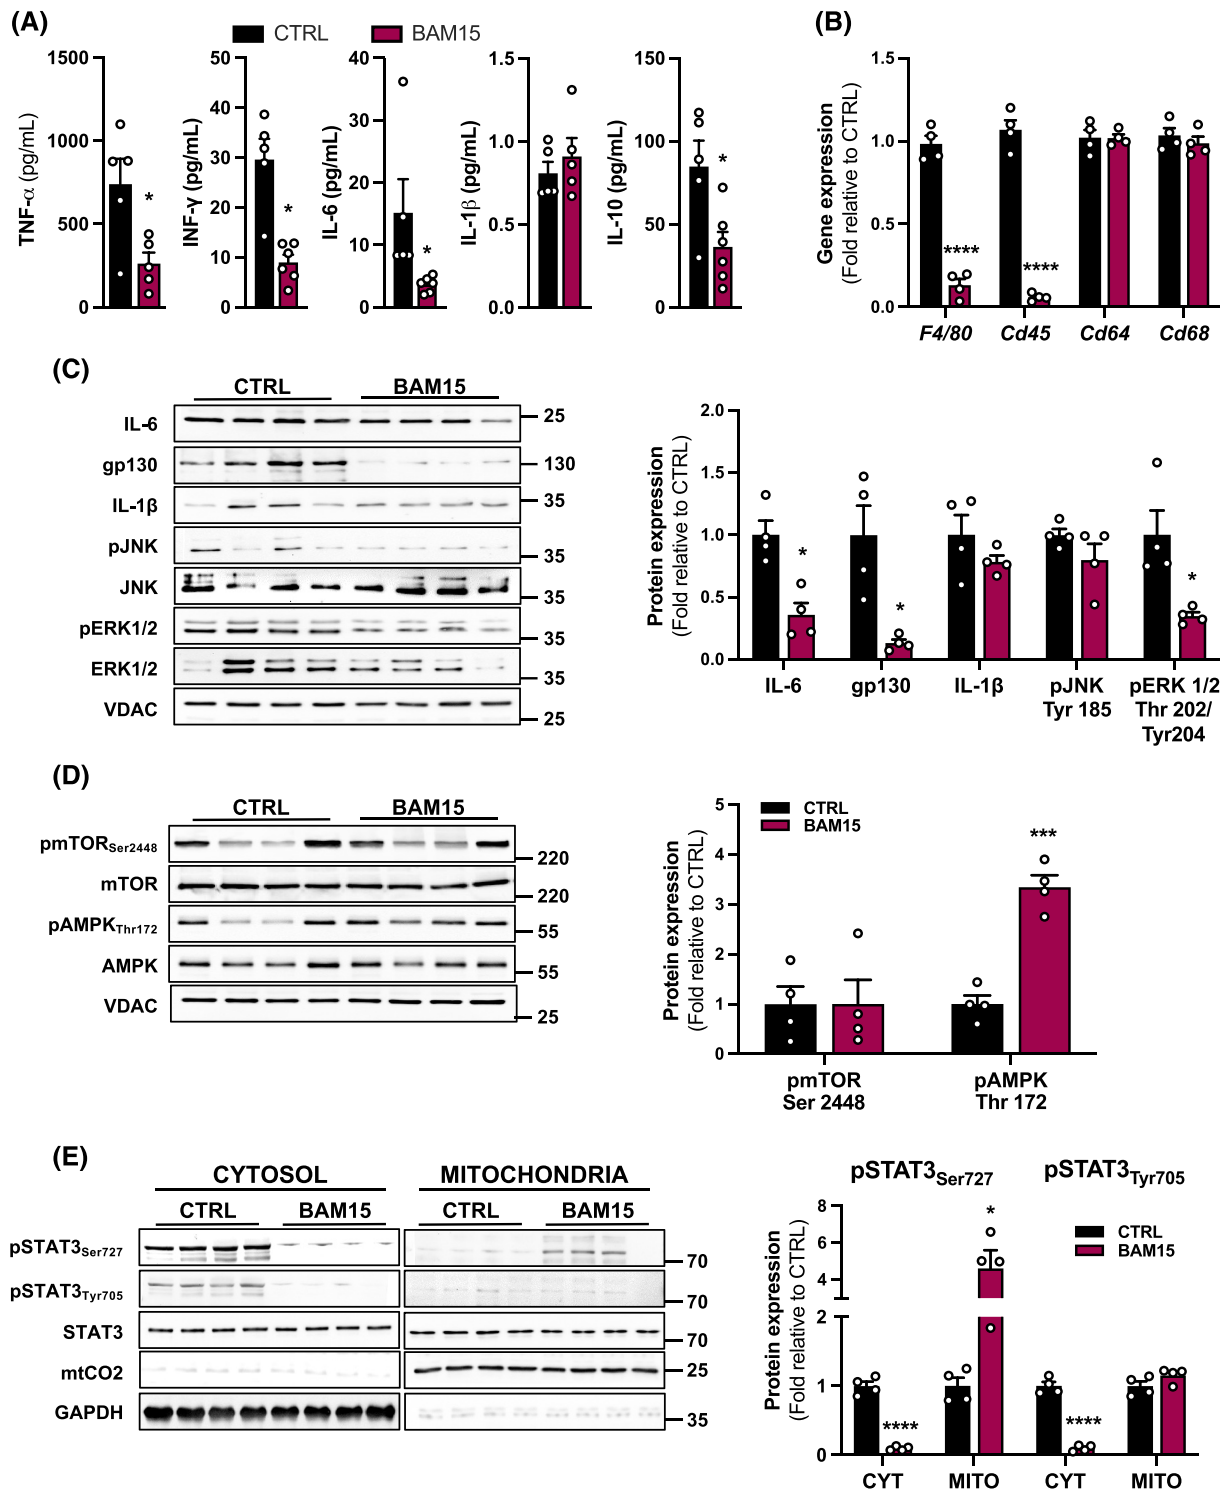 (A)
CTRL
BAM15
TNF-α (pg/mL)
1500
1000
500
0
*
INF-γ (pg/mL)
50
40
30
20
10
0
*
IL-6 (pg/mL)
40
30
20
10
0
*
IL-1β (pg/mL)
1.5
1.0
0.5
0.0
IL-10 (pg/mL)
150
100
50
0
*
(B)
Gene expression
(Fold relative to CTRL)
1.5
1.0
0.5
0.0
****
****
F4/80
Cd45
Cd64
Cd68
(C)
CTRL
BAM15
IL-6
25
gp130
130
IL-1β
35
pJNK
35
JNK
35
pERK1/2
35
ERK1/2
35
VDAC
25
Protein expression
(Fold relative to CTRL)
2.0
1.5
1.0
0.5
0.0
*
*
*
IL-6
gp130
IL-1β
pJNK
Tyr 185
pERK 1/2
Thr 202/
Tyr204
(D)
CTRL
BAM15
pmTORSer2448
220
mTOR
220
pAMPKThr172
55
AMPK
55
VDAC
25
Protein expression
(Fold relative to CTRL)
5
4
3
2
1
0
CTRL
BAM15
***
pmTOR
Ser 2448
pAMPK
Thr 172
(E)
CYTOSOL
MITOCHONDRIA
CTRL
BAM15
CTRL
BAM15
pSTAT3Ser727
70
pSTAT3Tyr705
70
STAT3
70
mtCO2
25
GAPDH
35
pSTAT3Ser727
pSTAT3Tyr705
Protein expression
(Fold relative to CTRL)
8
6
4
2
1
0
CTRL
BAM15
*
****
****
CYT
MITO
CYT
MITO